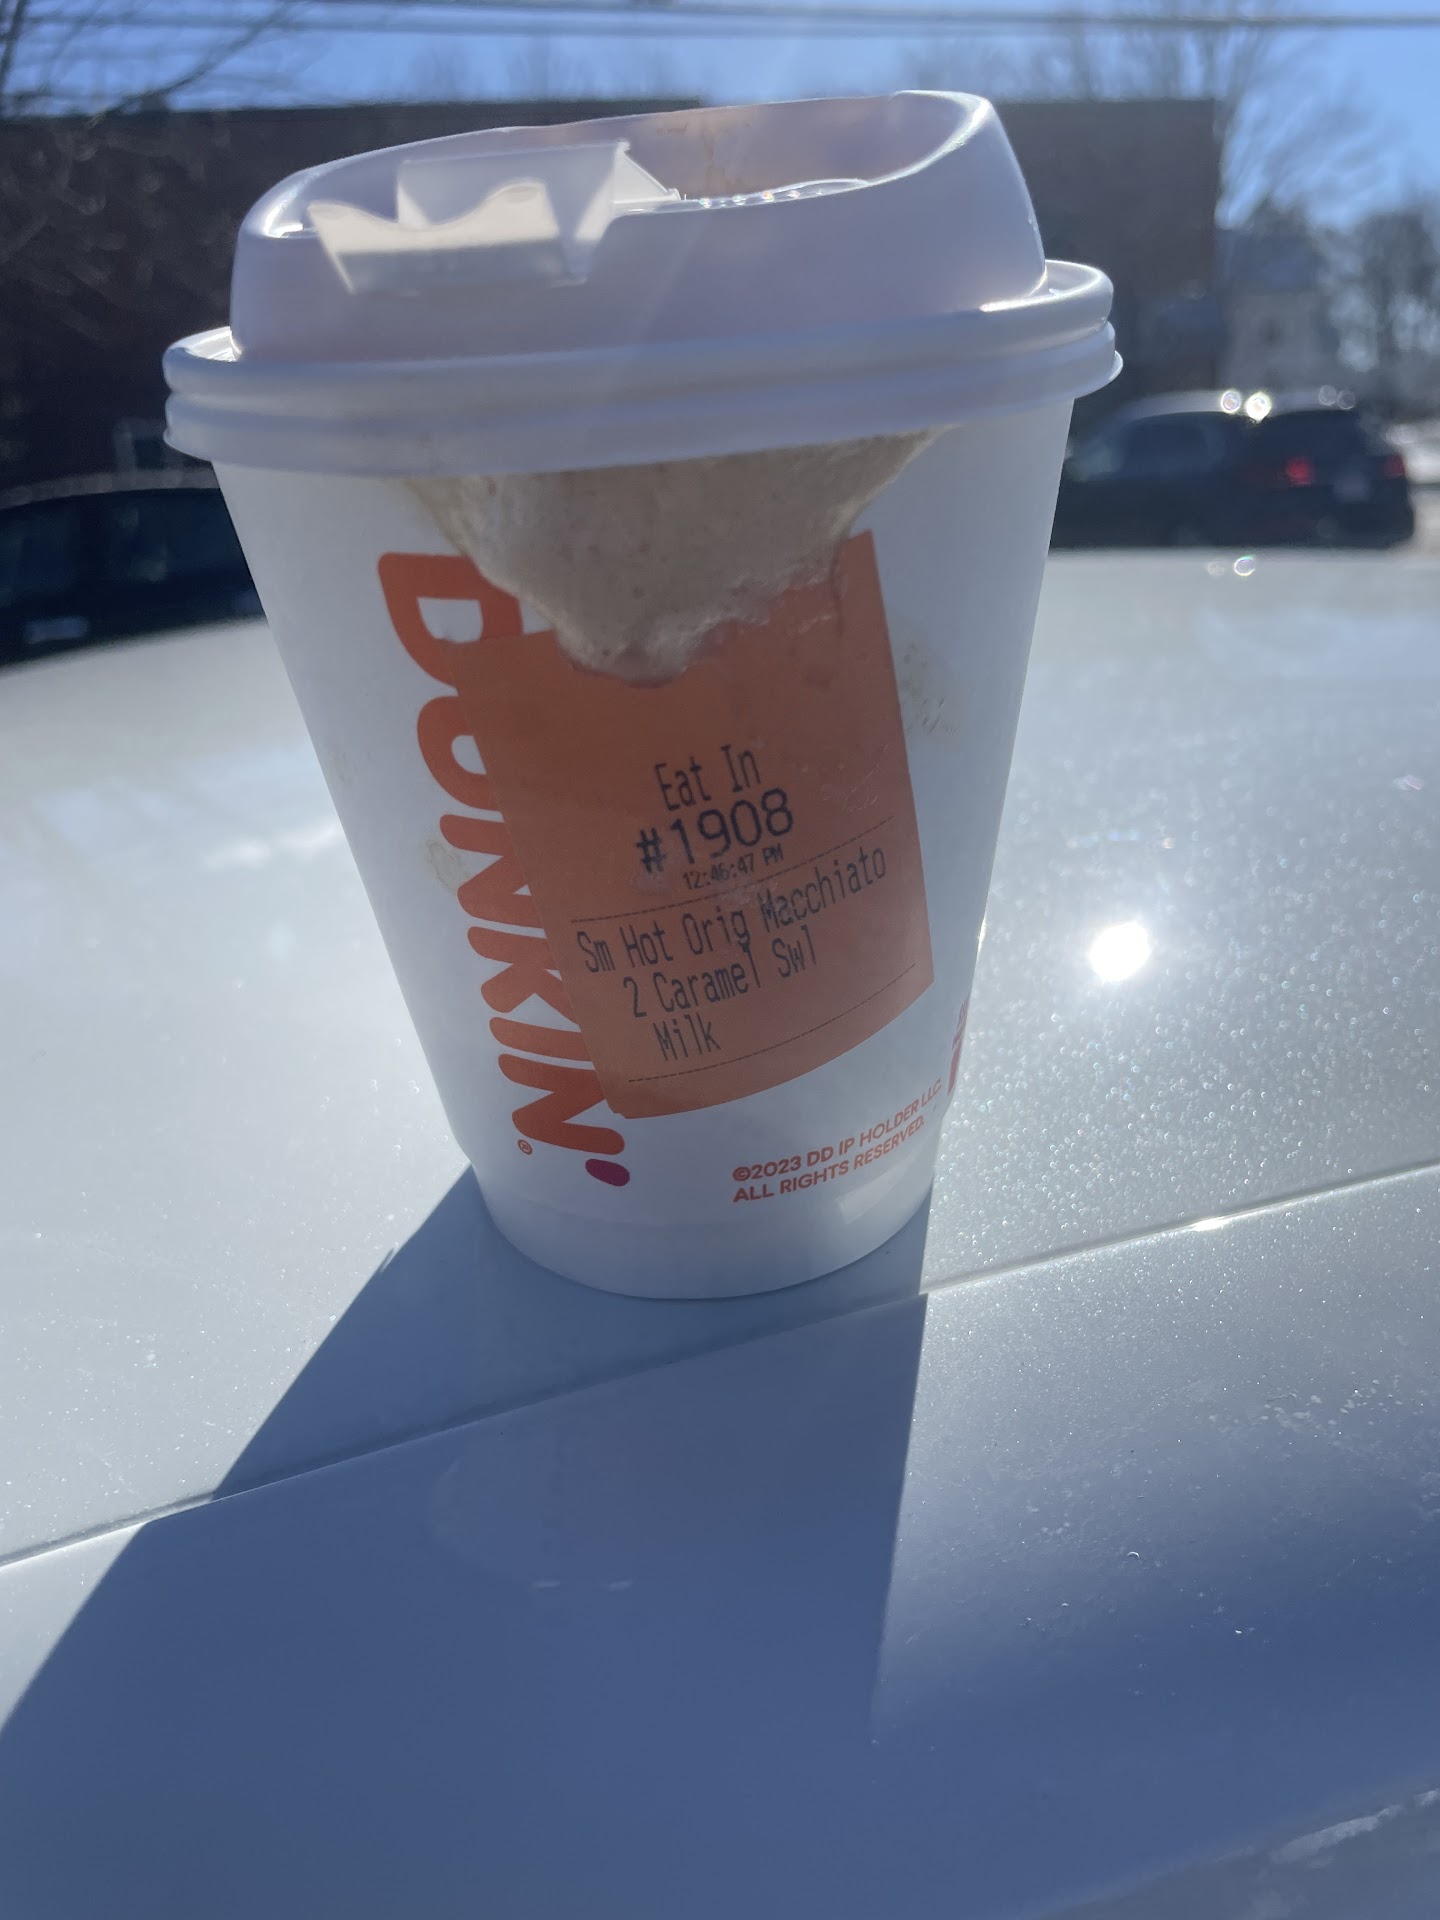 DUNKIN'®
Eat In
#1908
12:46:47 PM
Sm Hot Orig Macchiato
2 Caramel Swl
Milk
©2023 DD IP HOLDER LLC.
ALL RIGHTS RESERVED.